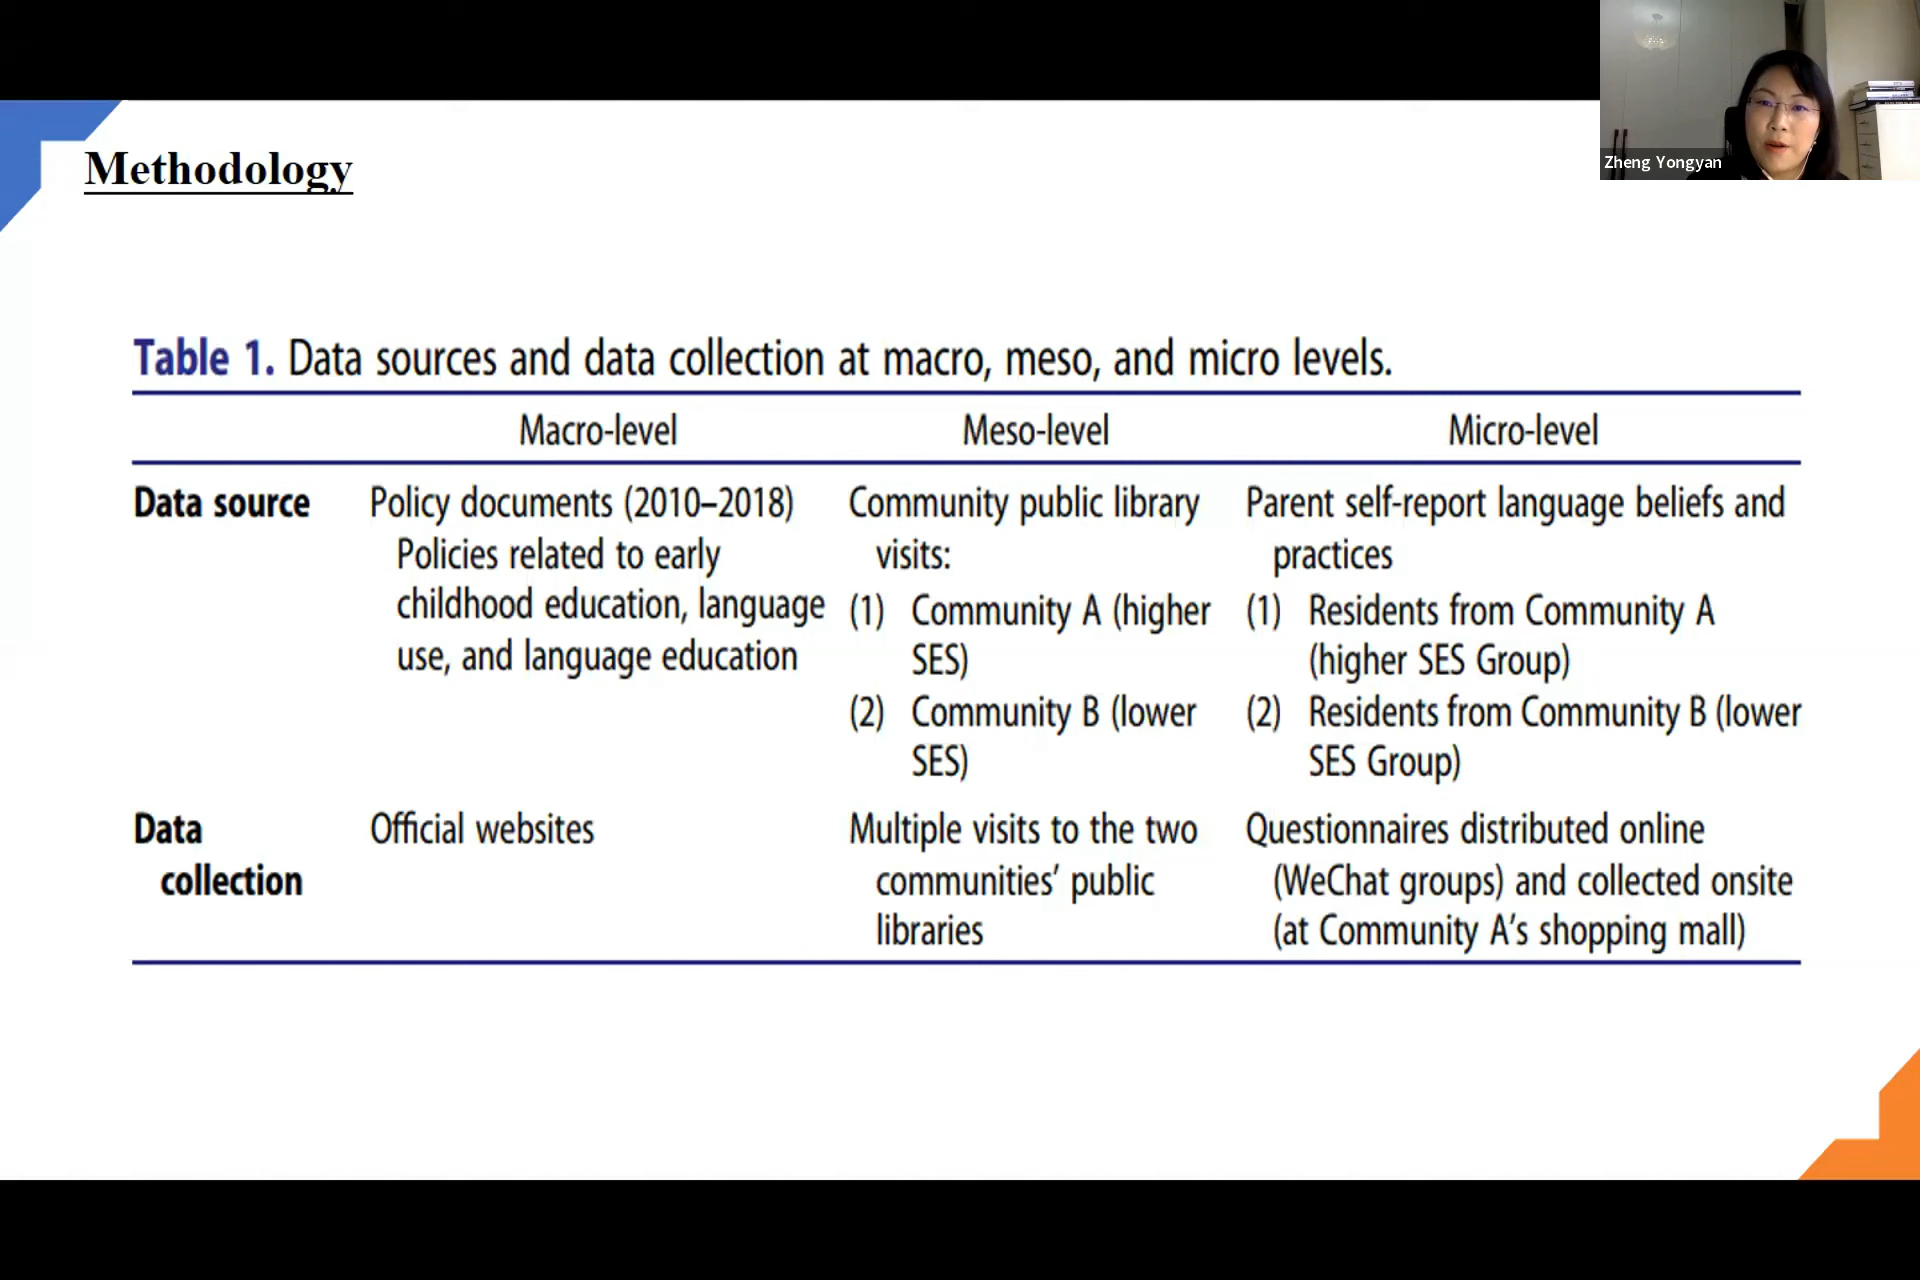 Zheng Yongyan
Methodology
Table 1. Data sources and data collection at macro, meso, and micro levels.
Macro-level
Meso-level
Micro-level
Data source
Policy documents (2010–2018)
Policies related to early
childhood education, language
use, and language education
Community public library
visits:
(1) Community A (higher
SES)
(2) Community B (lower
SES)
Parent self-report language beliefs and
practices
(1) Residents from Community A
(higher SES Group)
(2) Residents from Community B (lower
SES Group)
Data
collection
Official websites
Multiple visits to the two
communities’ public
libraries
Questionnaires distributed online
(WeChat groups) and collected onsite
(at Community A’s shopping mall)